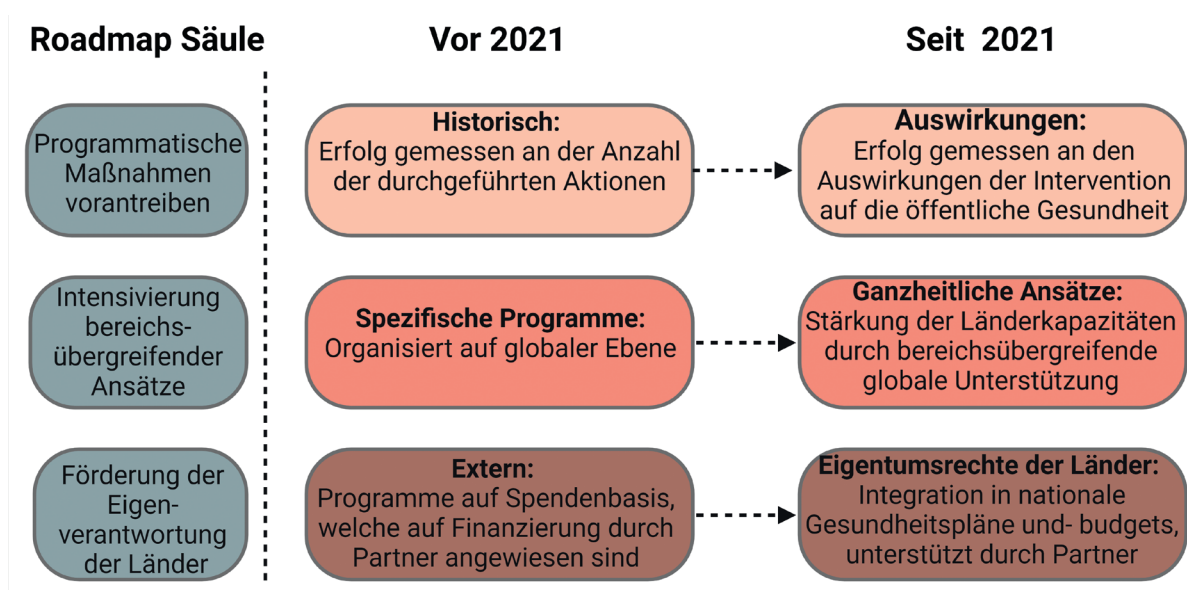 Roadmap Säule
Vor 2021
Seit 2021
Programmatische
Maßnahmen
vorantreiben
Historisch:
Erfolg gemessen an der Anzahl
der durchgeführten Aktionen
Auswirkungen:
Erfolg gemessen an den
Auswirkungen der Intervention
auf die öffentliche Gesundheit
Intensivierung
bereichs-
übergreifender
Ansätze
Spezifische Programme:
Organisiert auf globaler Ebene
Ganzheitliche Ansätze:
Stärkung der Länderkapazitäten
durch bereichsübergreifende
globale Unterstützung
Förderung der
Eigen-
verantwortung
der Länder
Extern:
Programme auf Spendenbasis,
welche auf Finanzierung durch
Partner angewiesen sind
Eigentumsrechte der Länder:
Integration in nationale
Gesundheitspläne und- budgets,
unterstützt durch Partner